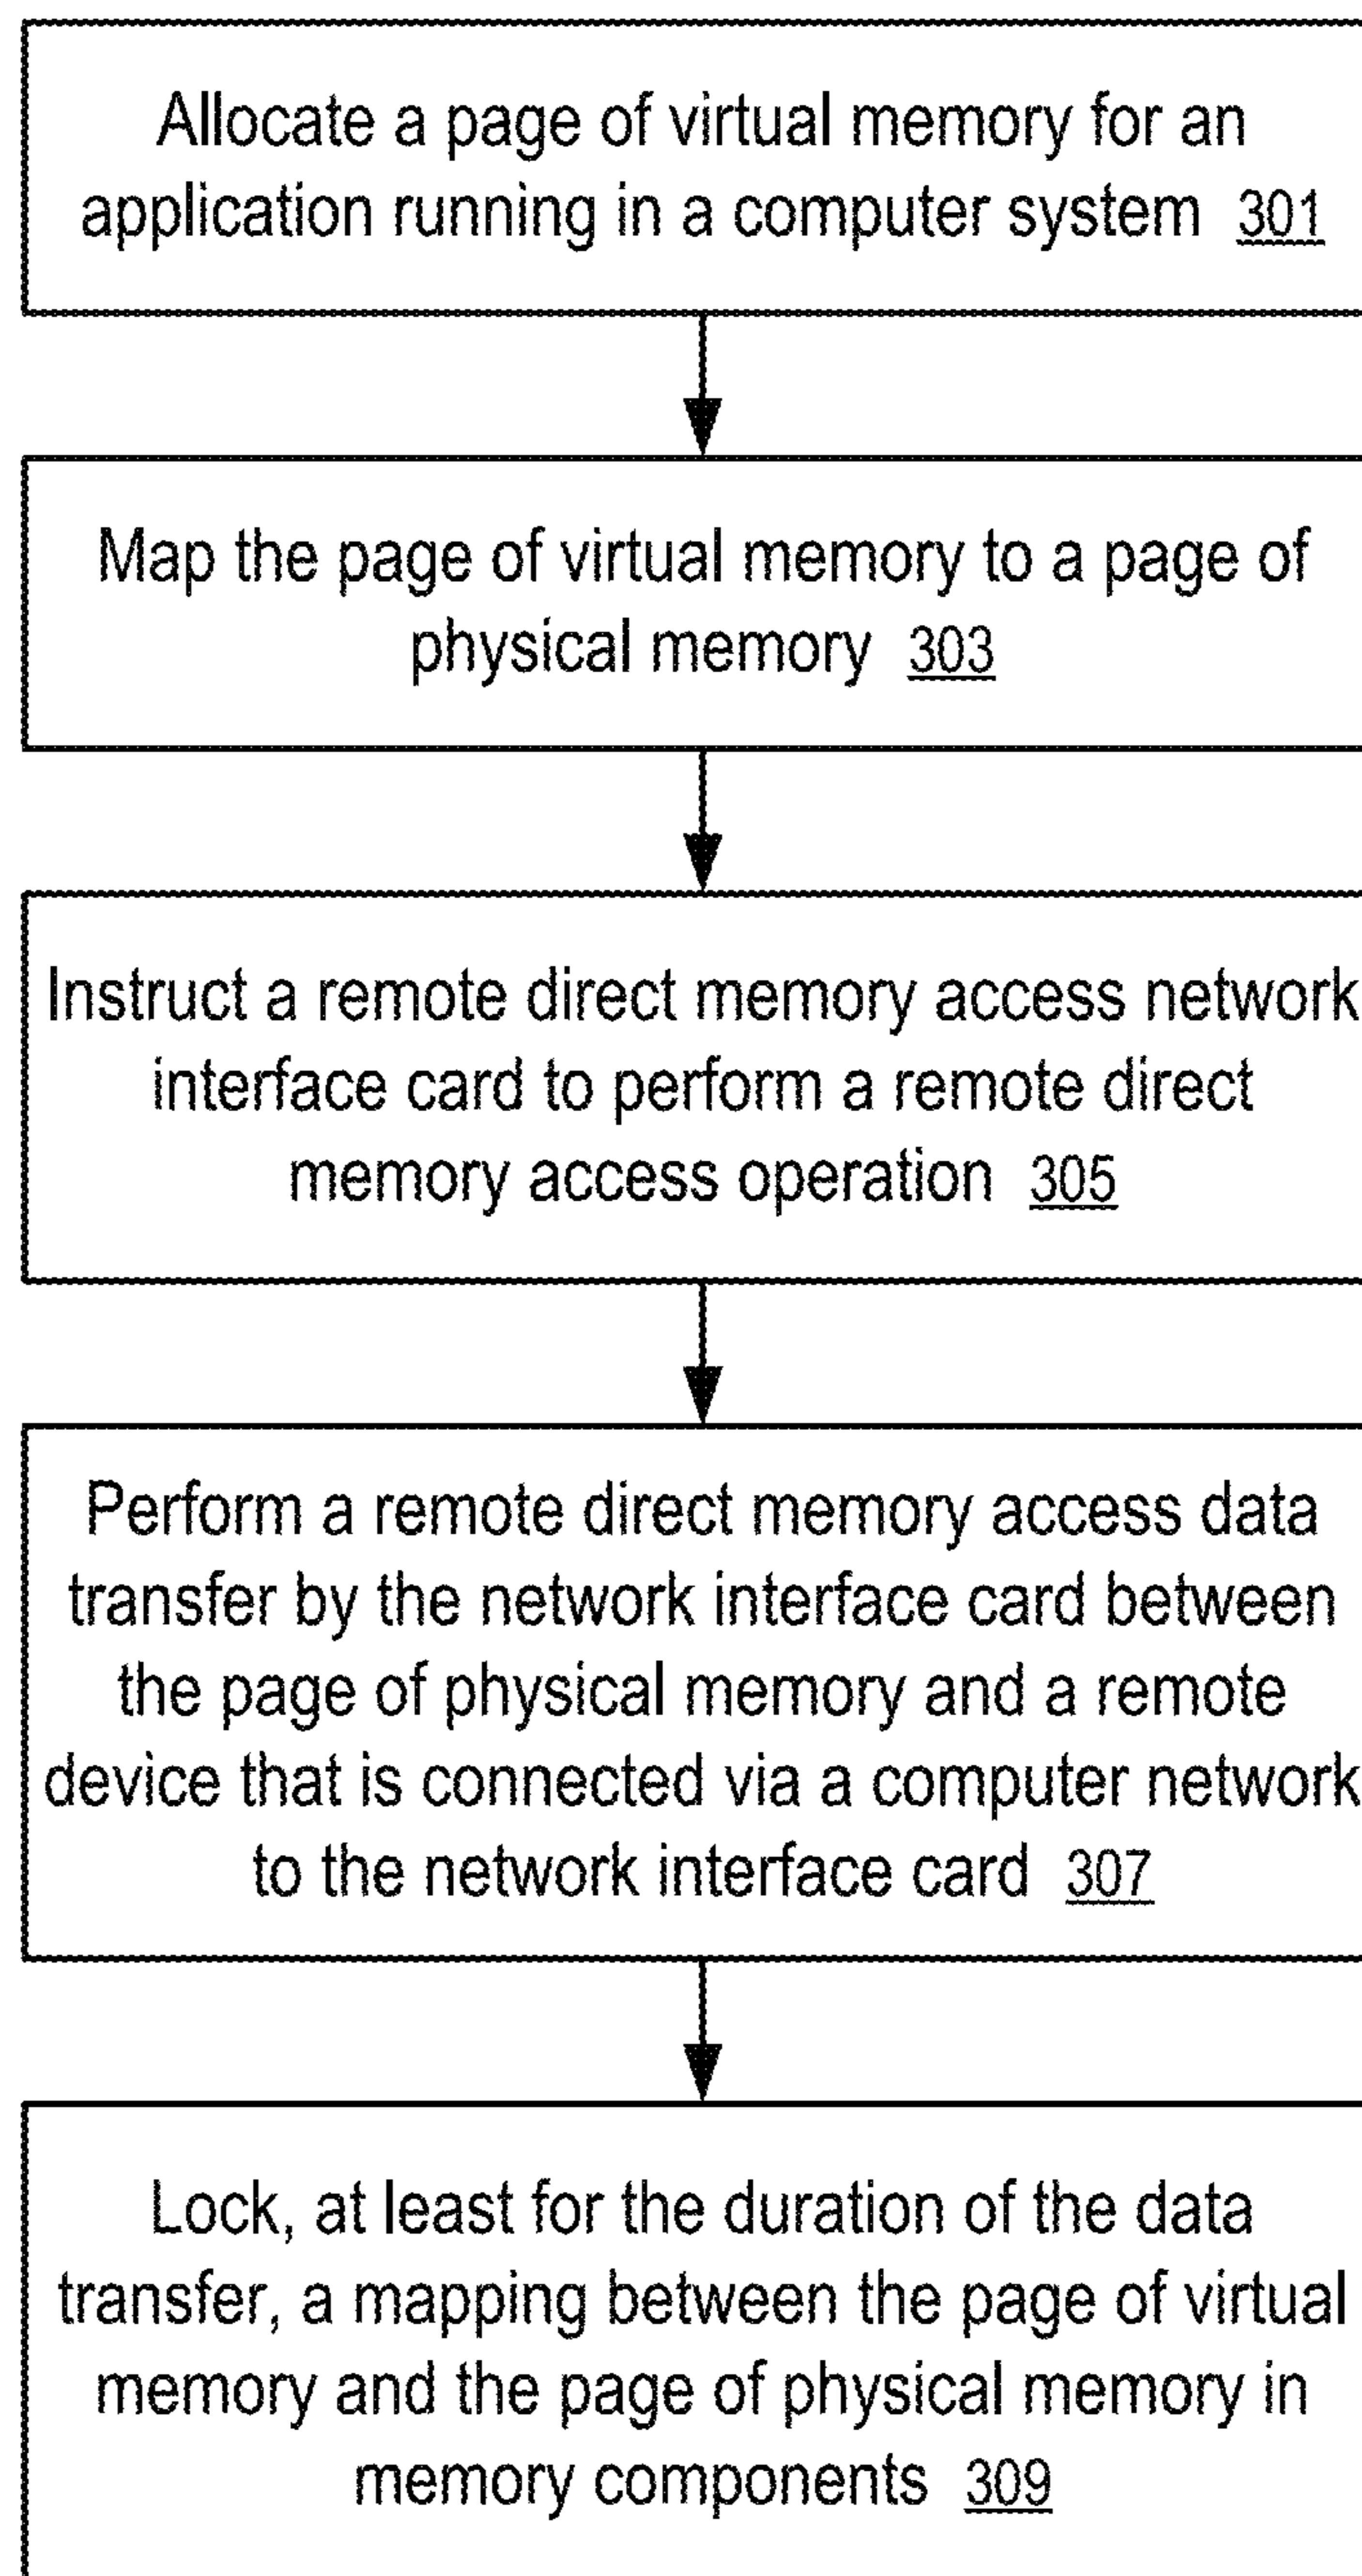 Allocate a page of virtual memory for an
application running in a computer system 301
Map the page of virtual memory to a page of
physical memory 303
Instruct a remote direct memory access network
interface card to perform a remote direct
memory access operation 305
Perform a remote direct memory access data
transfer by the network interface card between
the page of physical memory and a remote
device that is connected via a computer network
to the network interface card 307
Lock, at least for the duration of the data
transfer, a mapping between the page of virtual
memory and the page of physical memory in
memory components 309